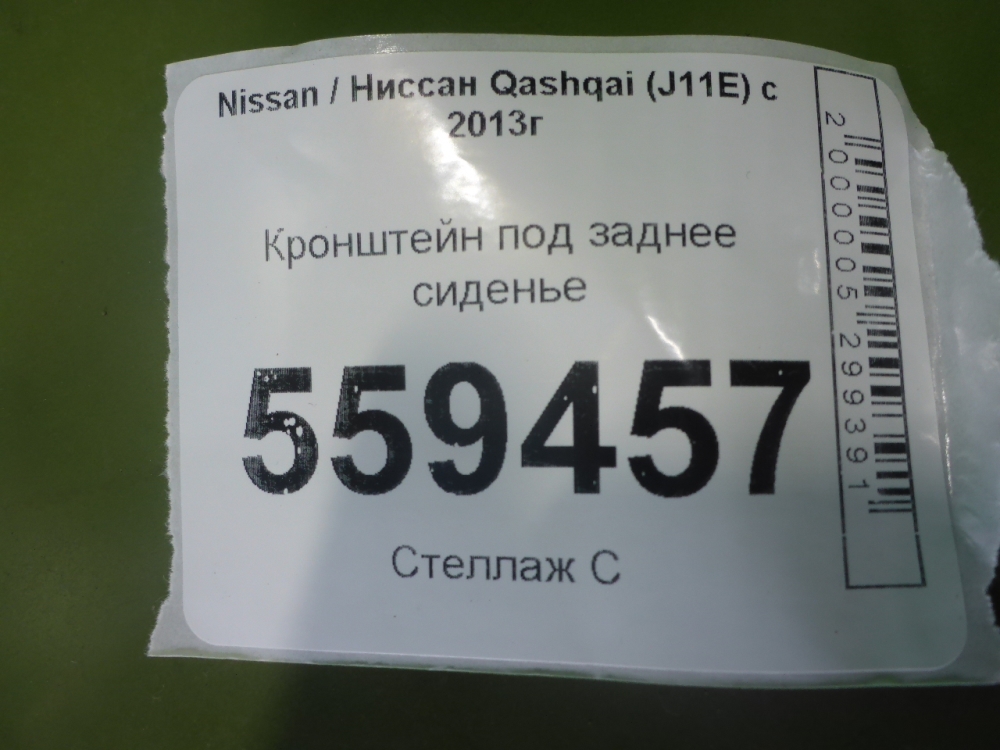 Nissan / Ниссан Qashqai (J11E) с
2013г
Кронштейн под заднее
сиденье
559457
Стеллаж С
2000005299391